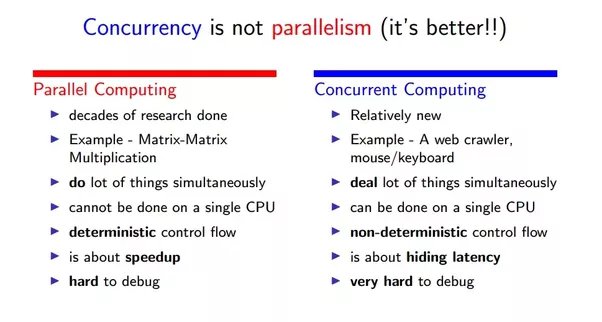 Concurrency is not parallelism (it's better!!)
Parallel Computing
decades of research done
Example - Matrix-Matrix
Multiplication
do lot of things simultaneously
cannot be done on a single CPU
deterministic control flow
is about speedup
hard to debug
Concurrent Computing
Relatively new
Example - A web crawler,
mouse/keyboard
deal lot of things simultaneously
can be done on a single CPU
non-deterministic control flow
is about hiding latency
very hard to debug